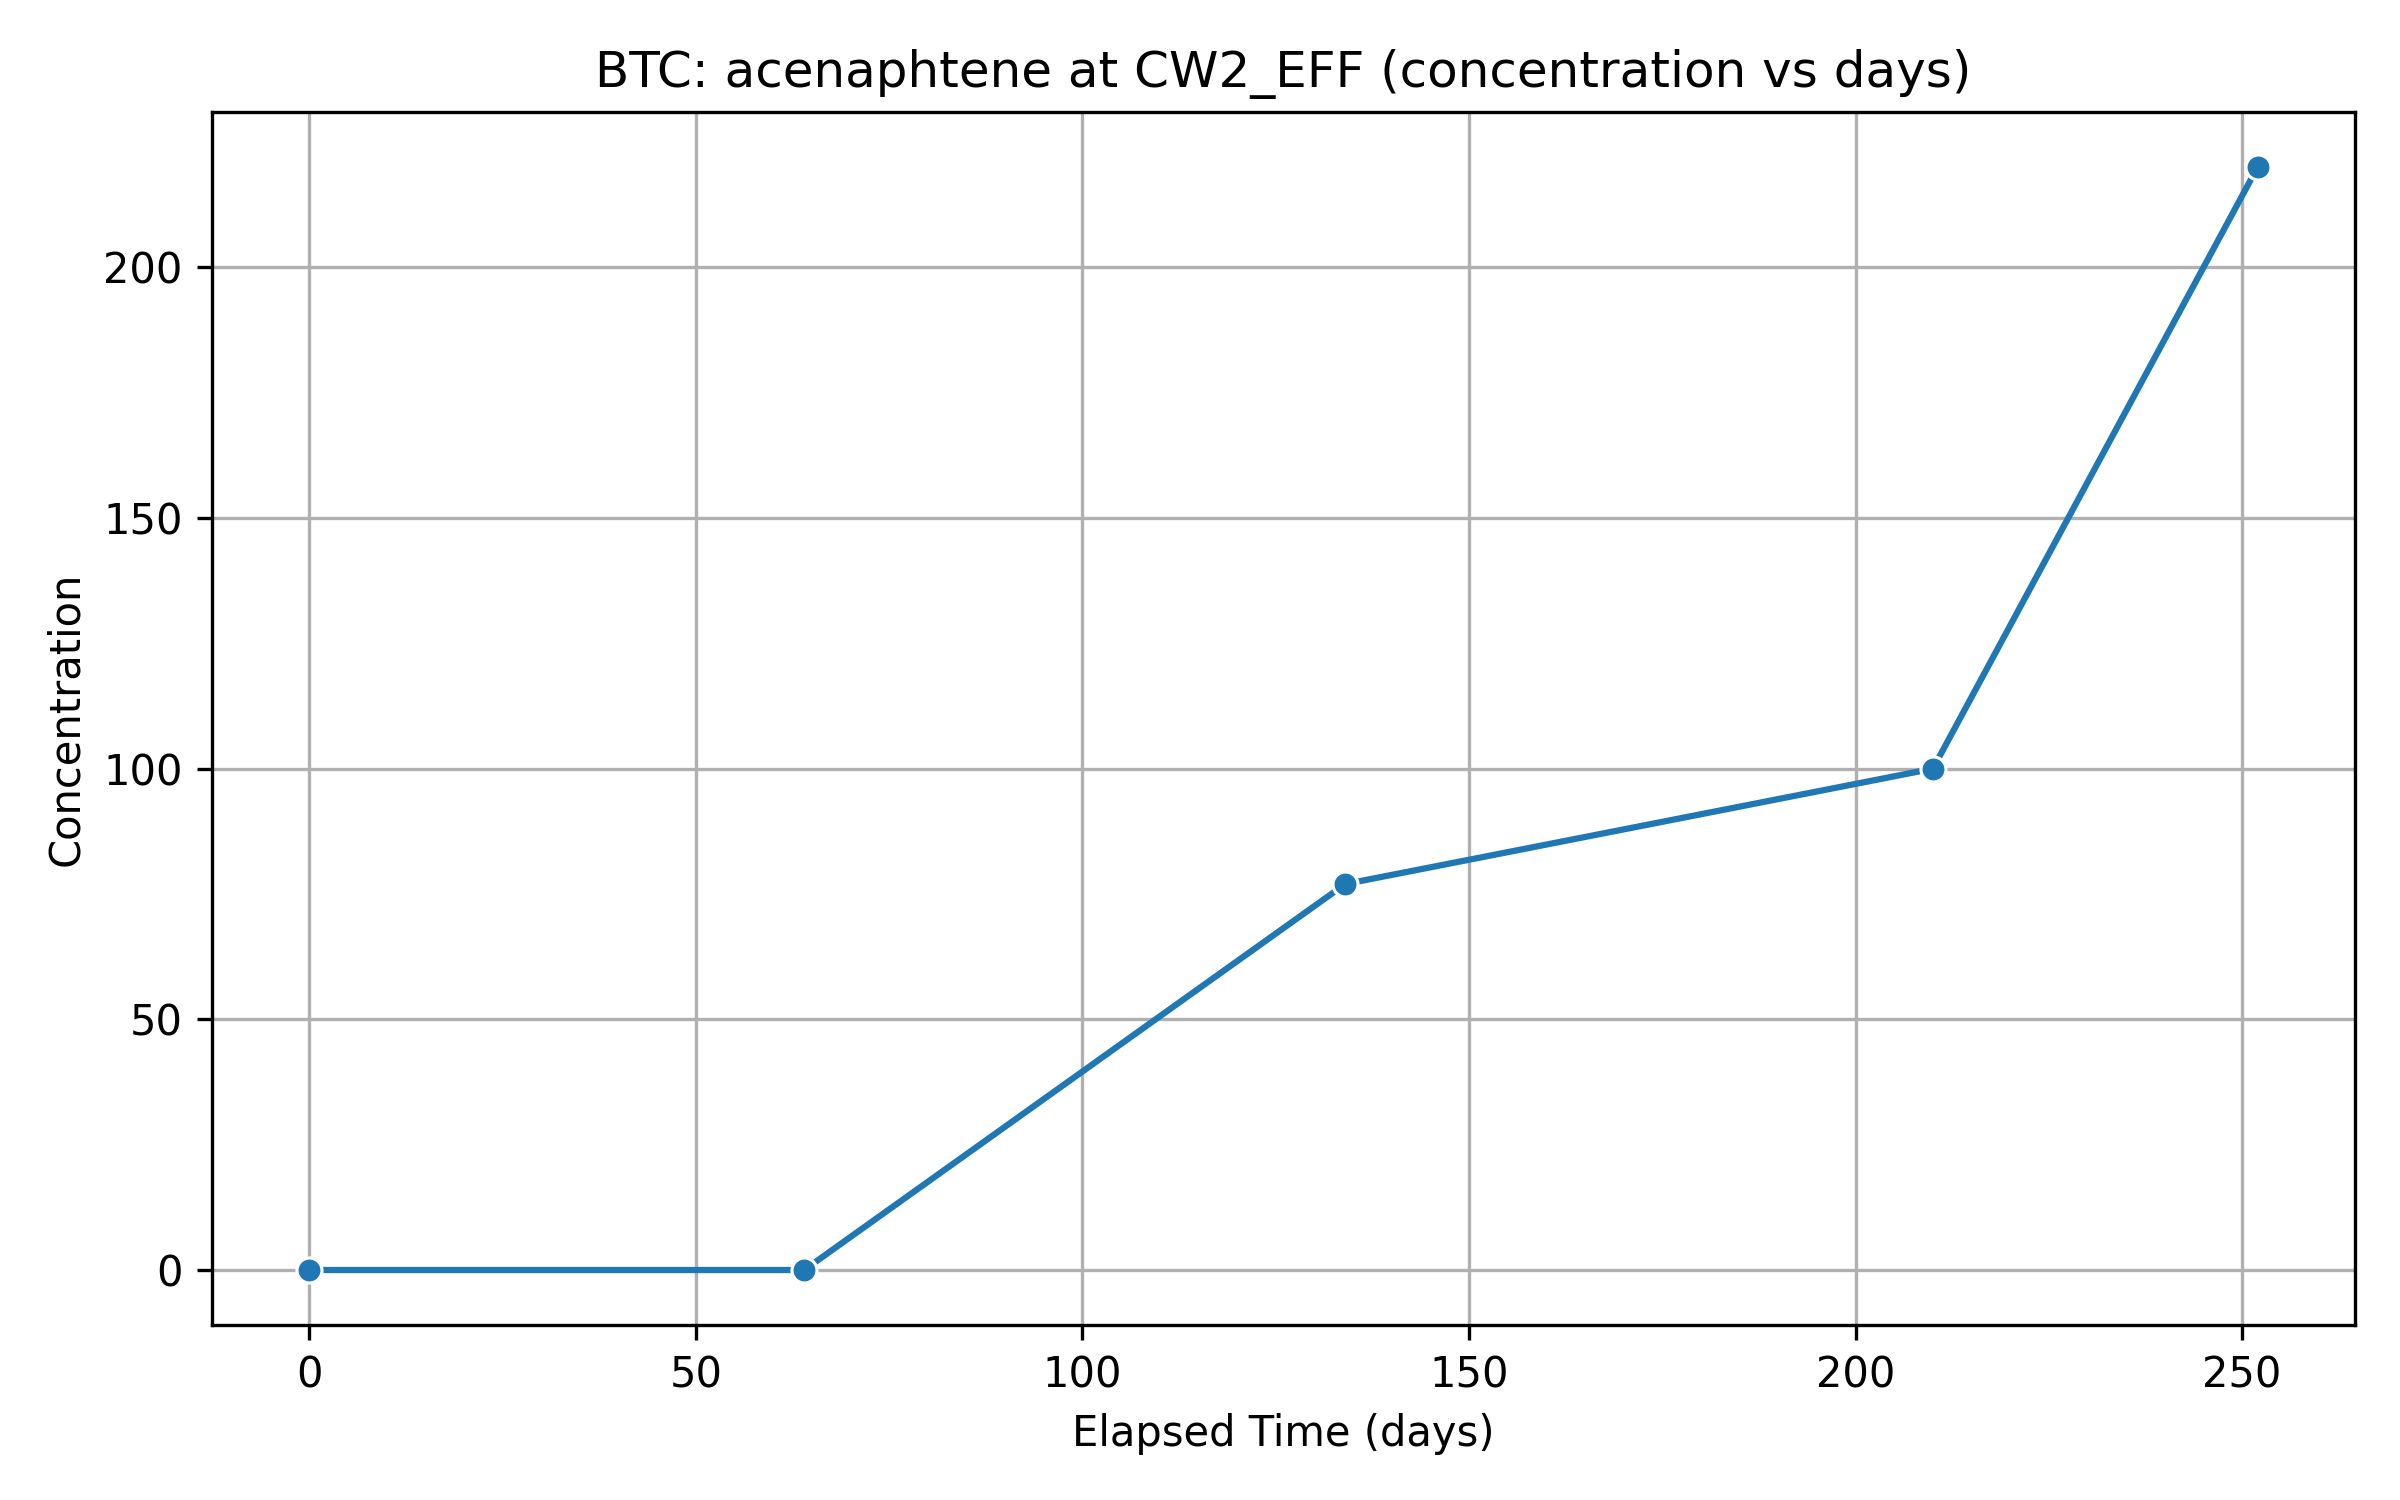 BTC: acenaphtene at CW2_EFF (concentration vs days)
Concentration
200
150
100
50
0
0 50 100 150 200 250
Elapsed Time (days)